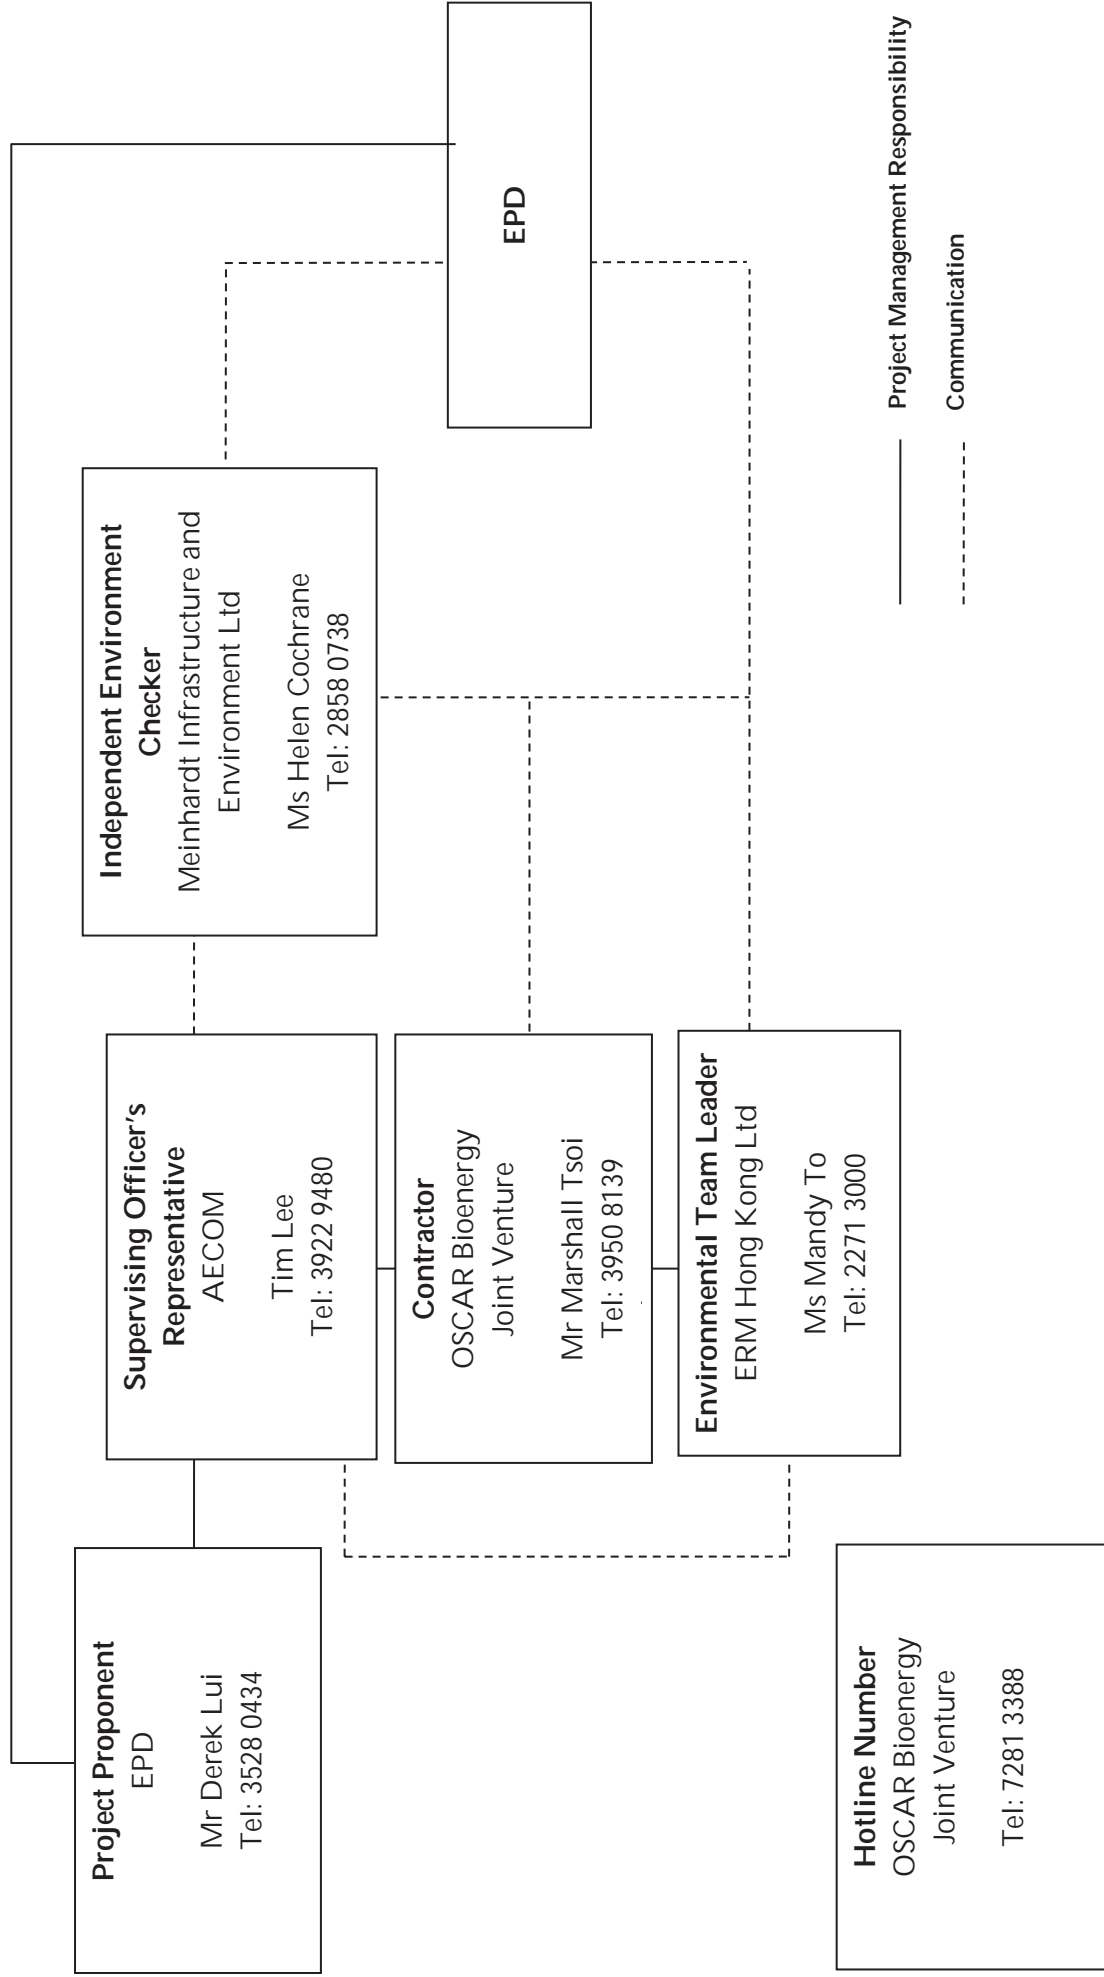 Project Proponent
EPD
Mr Derek Lui
Tel: 3528 0434
Supervising Officer's
Representative
AECOM
Tim Lee
Tel: 3922 9480
Independent Environment
Checker
Meinhardt Infrastructure and
Environment Ltd
Ms Helen Cochrane
Tel: 2858 0738
EPD
Contractor
OSCAR Bioenergy
Joint Venture
Mr Marshall Tsoi
Tel: 3950 8139
Environmental Team Leader
ERM Hong Kong Ltd
Ms Mandy To
Tel: 2271 3000
Hotline Number
OSCAR Bioenergy
Joint Venture
Tel: 7281 3388
Project Management Responsibility
Communication